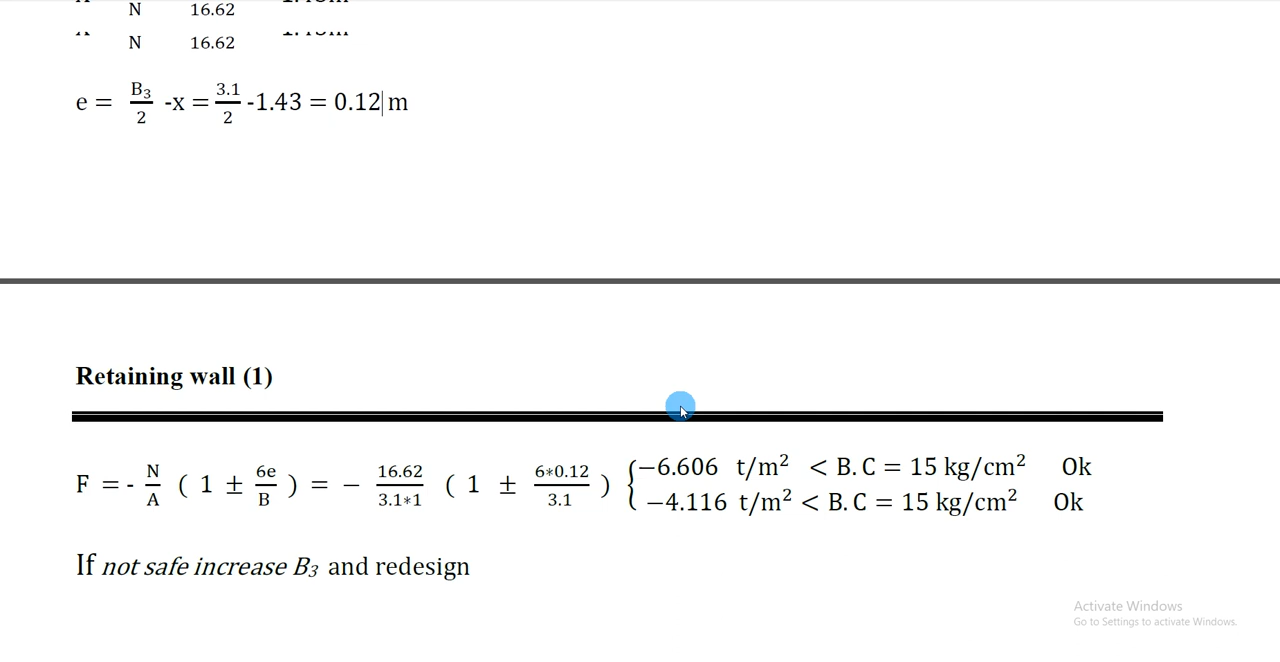 N 16.62
N 16.62
e = B₃/2 -x = 3.1/2 -1.43 = 0.12 m
Retaining wall (1)
F = - N/A ( 1 ± 6e/B ) = − 16.62/3.1∗1 ( 1 ± 6∗0.12/3.1 ) { −6.606 t/m² < B.C = 15 kg/cm² Ok
−4.116 t/m² < B.C = 15 kg/cm² Ok
If not safe increase B₃ and redesign
Activate Windows
Go to Settings to activate Windows.